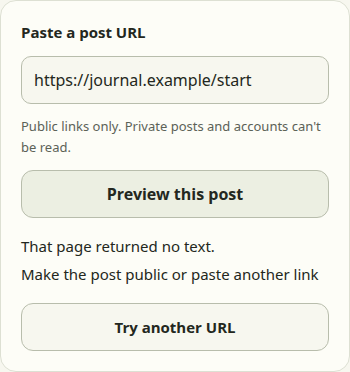 Paste a post URL
https://journal.example/start
Public links only. Private posts and accounts can't
be read.
Preview this post
That page returned no text.
Make the post public or paste another link
Try another URL